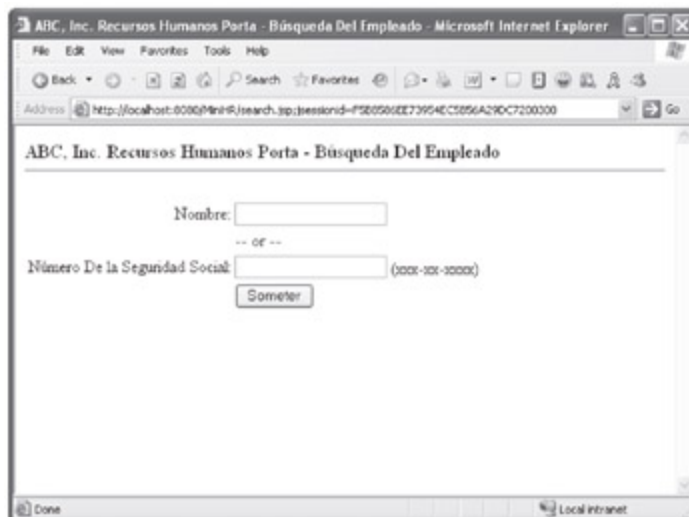 ABC, Inc. Recursos Humanos Porta - Búsqueda Del Empleado - Microsoft Internet Explorer
File Edit View Favorites Tools Help
Back Search Favorites
Address http://localhost:8080/MiniHR/search.jsp;jsessionid= Go
ABC, Inc. Recursos Humanos Porta - Búsqueda Del Empleado
Nombre:
-- or --
Número De la Seguridad Social: (xxx-xx-xxxx)
Someter
Done Local intranet